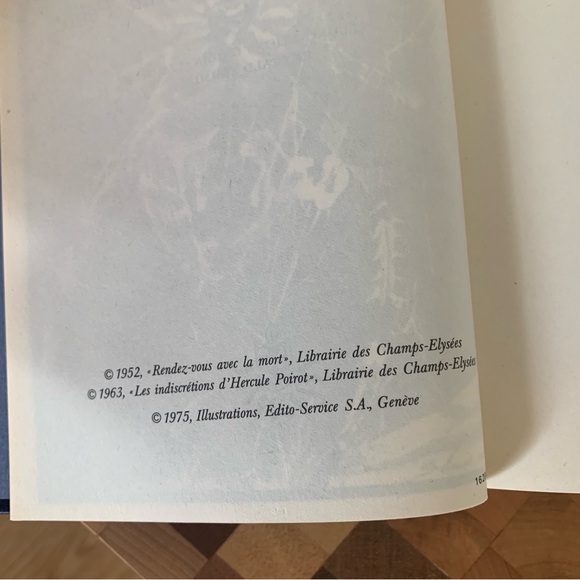 © 1952, «Rendez-vous avec la mort», Librairie des Champs-Elysées
© 1963, «Les indiscrétions d'Hercule Poirot», Librairie des Champs-Elysées
© 1975, Illustrations, Edito-Service S.A., Genève